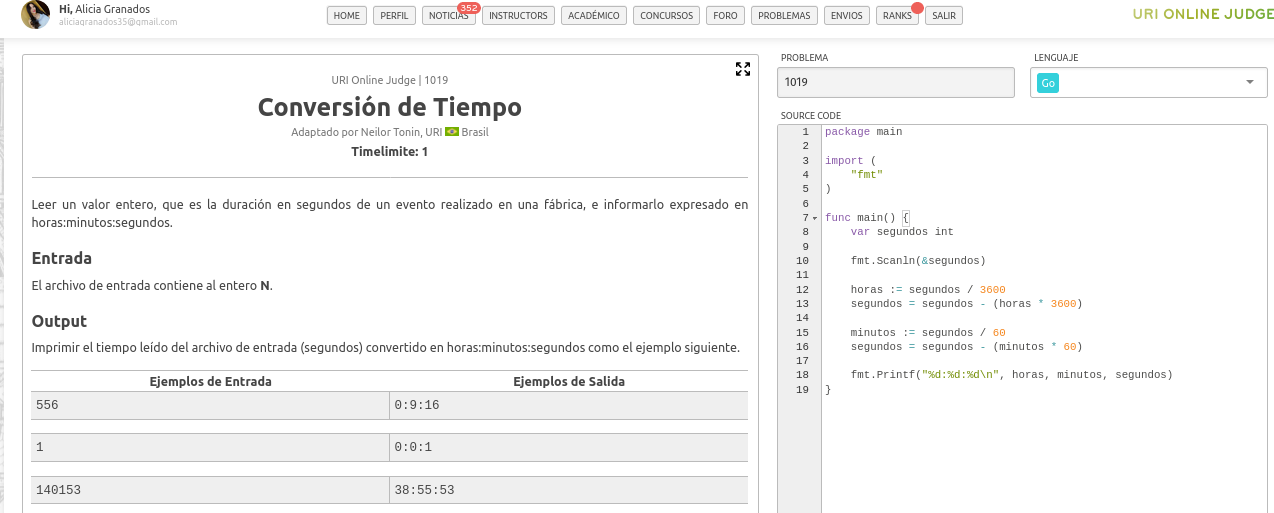 Hi, Alicia Granados
aliciagranados35@gmail.com
HOME PERFIL NOTICIAS 352 INSTRUCTORS ACADÉMICO CONCURSOS FORO PROBLEMAS ENVIOS RANKS SALIR
URI ONLINE JUDGE
URI Online Judge | 1019
Conversión de Tiempo
Adaptado por Neilor Tonin, URI Brasil
Timelimite: 1
Leer un valor entero, que es la duración en segundos de un evento realizado en una fábrica, e informarlo expresado en
horas:minutos:segundos.
Entrada
El archivo de entrada contiene al entero N.
Output
Imprimir el tiempo leído del archivo de entrada (segundos) convertido en horas:minutos:segundos como el ejemplo siguiente.
Ejemplos de Entrada Ejemplos de Salida
556 0:9:16
1 0:0:1
140153 38:55:53
PROBLEMA LENGUAJE
1019 Go
SOURCE CODE
1 package main
2
3 import (
4 "fmt"
5 )
6
7 func main() {
8 var segundos int
9
10 fmt.Scanln(&segundos)
11
12 horas := segundos / 3600
13 segundos = segundos - (horas * 3600)
14
15 minutos := segundos / 60
16 segundos = segundos - (minutos * 60)
17
18 fmt.Printf("%d:%d:%d\n", horas, minutos, segundos)
19 }